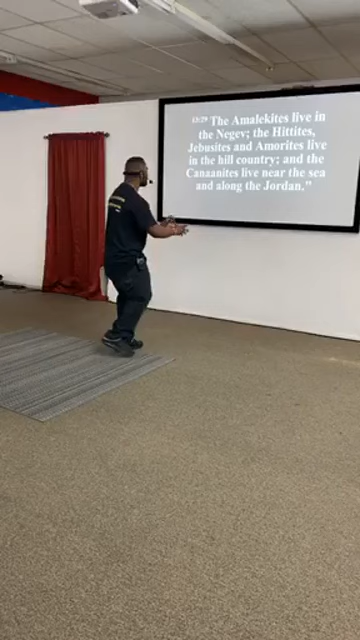 13:29 The Amalekites live in
the Negev; the Hittites,
Jebusites and Amorites live
in the hill country; and the
Canaanites live near the sea
and along the Jordan."